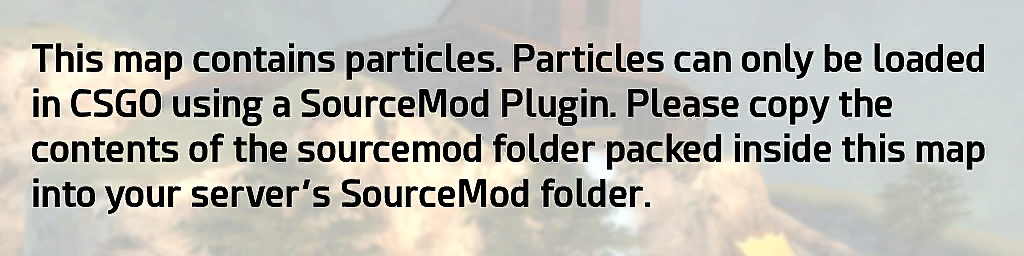 This map contains particles. Particles can only be loaded
in CSGO using a SourceMod Plugin. Please copy the
contents of the sourcemod folder packed inside this map
into your server's SourceMod folder.